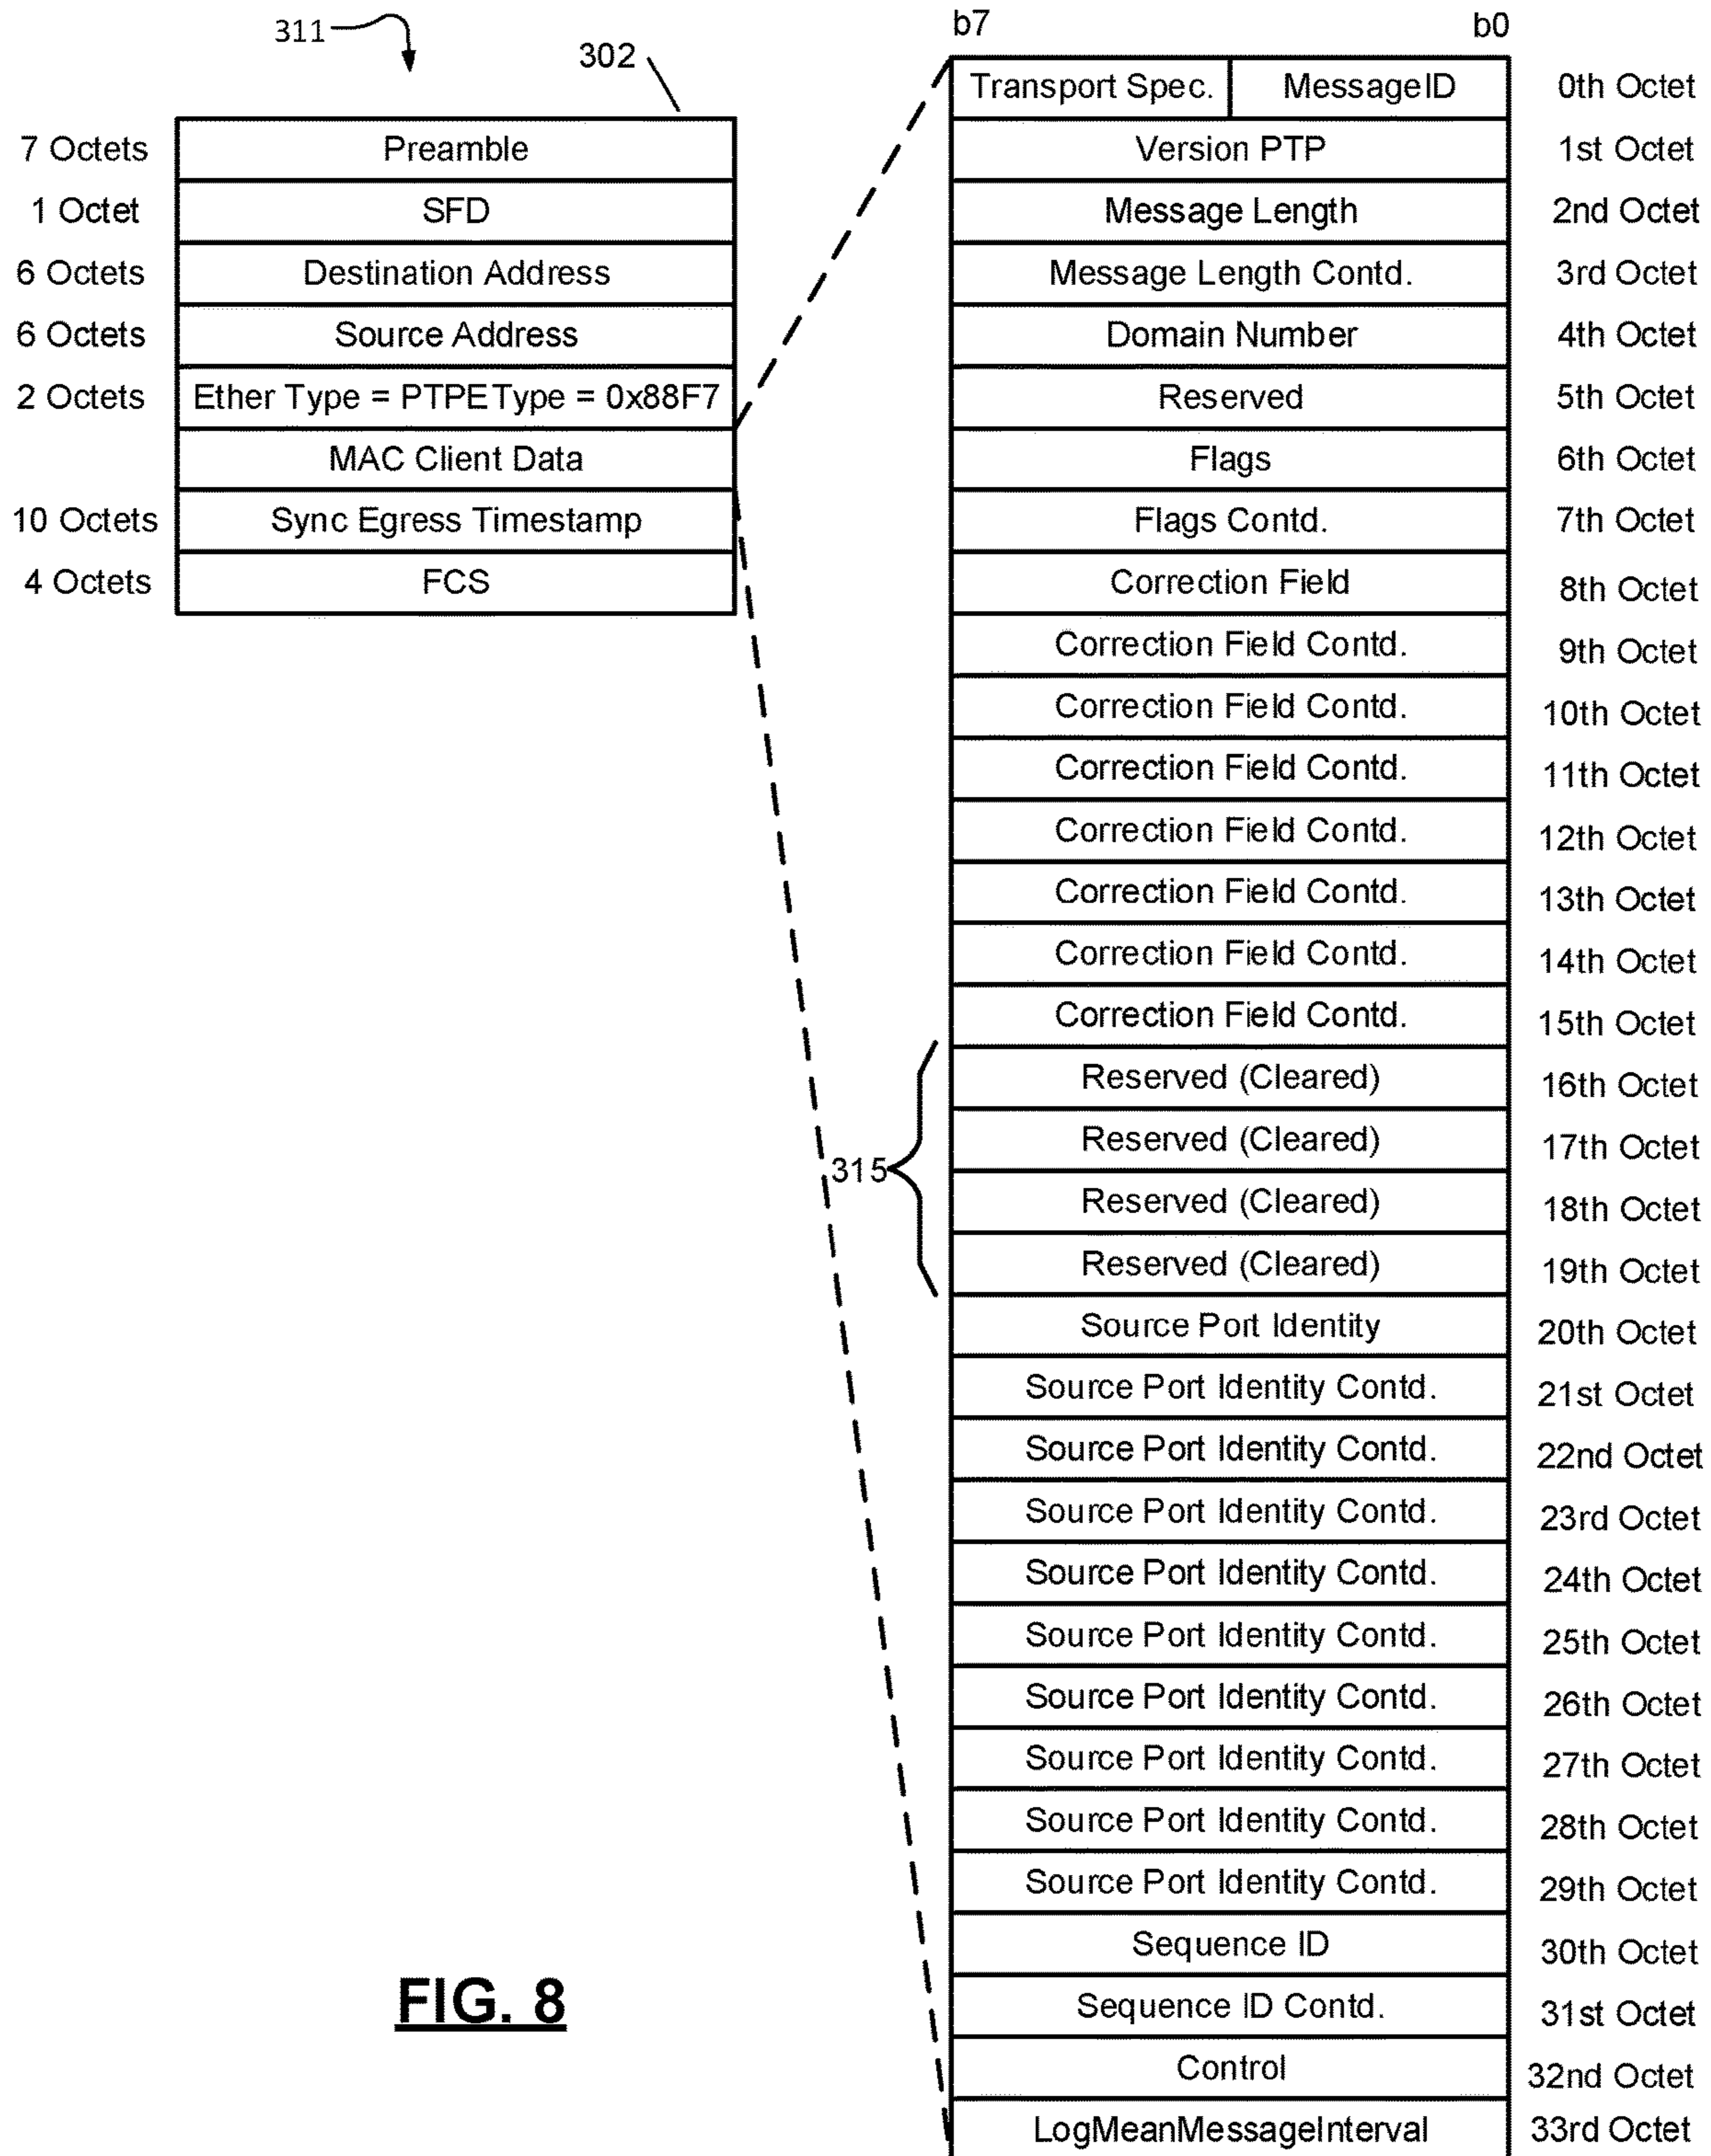 311
302
7 Octets Preamble
1 Octet SFD
6 Octets Destination Address
6 Octets Source Address
2 Octets Ether Type = PTPEType = 0x88F7
MAC Client Data
10 Octets Sync Egress Timestamp
4 Octets FCS
b7 b0
Transport Spec. MessageID 0th Octet
Version PTP 1st Octet
Message Length 2nd Octet
Message Length Contd. 3rd Octet
Domain Number 4th Octet
Reserved 5th Octet
Flags 6th Octet
Flags Contd. 7th Octet
Correction Field 8th Octet
Correction Field Contd. 9th Octet
Correction Field Contd. 10th Octet
Correction Field Contd. 11th Octet
Correction Field Contd. 12th Octet
Correction Field Contd. 13th Octet
Correction Field Contd. 14th Octet
Correction Field Contd. 15th Octet
315
Reserved (Cleared) 16th Octet
Reserved (Cleared) 17th Octet
Reserved (Cleared) 18th Octet
Reserved (Cleared) 19th Octet
Source Port Identity 20th Octet
Source Port Identity Contd. 21st Octet
Source Port Identity Contd. 22nd Octet
Source Port Identity Contd. 23rd Octet
Source Port Identity Contd. 24th Octet
Source Port Identity Contd. 25th Octet
Source Port Identity Contd. 26th Octet
Source Port Identity Contd. 27th Octet
Source Port Identity Contd. 28th Octet
Source Port Identity Contd. 29th Octet
Sequence ID 30th Octet
Sequence ID Contd. 31st Octet
Control 32nd Octet
LogMeanMessageInterval 33rd Octet
FIG. 8